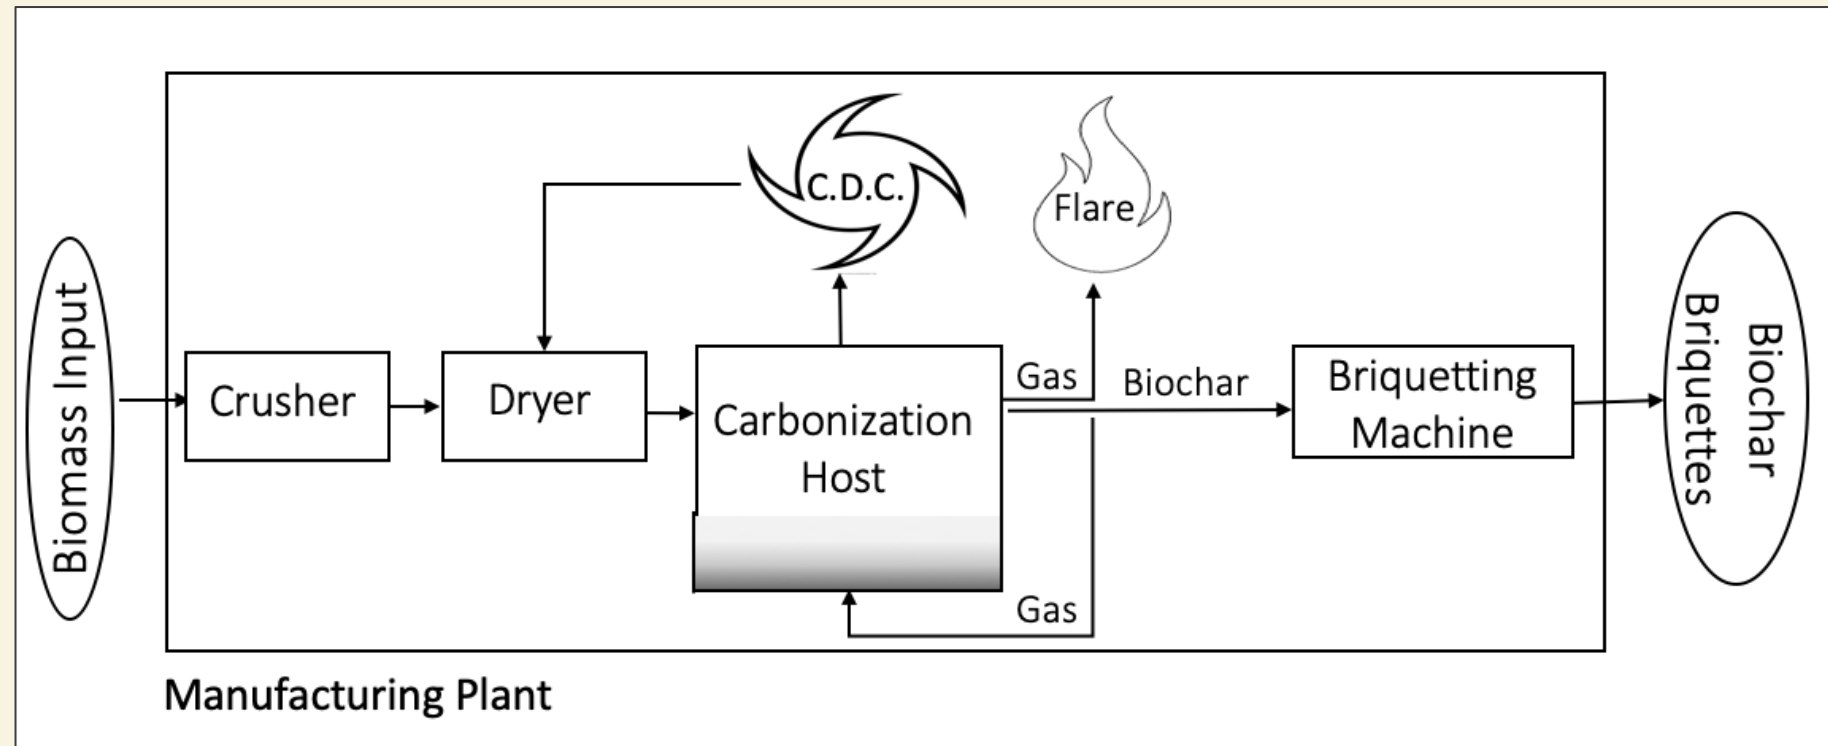 Biomass Input
Crusher
Dryer
C.D.C.
Flare
Carbonization
Host
Gas
Gas
Biochar
Briquetting
Machine
Biochar
Briquettes
Manufacturing Plant